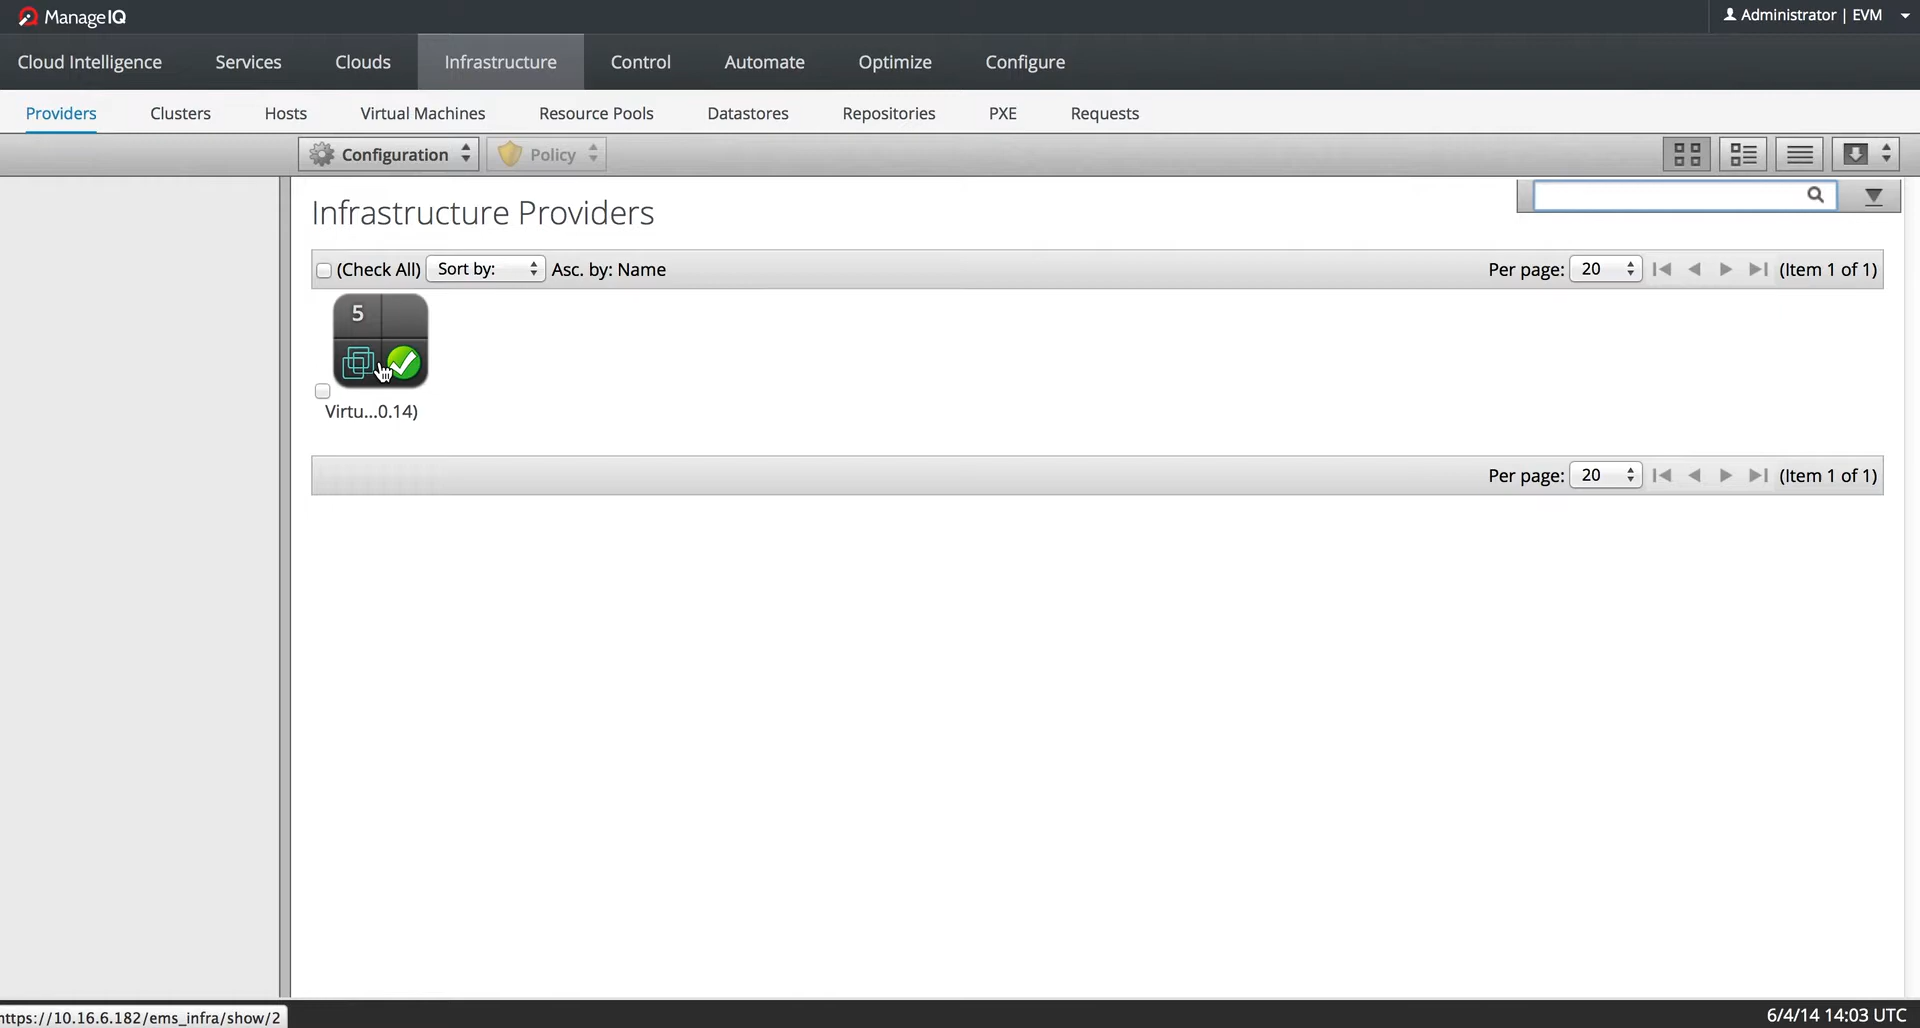 ManageIQ
Administrator | EVM
Cloud Intelligence Services Clouds Infrastructure Control Automate Optimize Configure
Providers Clusters Hosts Virtual Machines Resource Pools Datastores Repositories PXE Requests
Configuration Policy
Infrastructure Providers
(Check All) Sort by: Asc. by: Name Per page: 20 (Item 1 of 1)
5
Virtu...0.14)
Per page: 20 (Item 1 of 1)
https://10.16.6.182/ems_infra/show/2
6/4/14 14:03 UTC